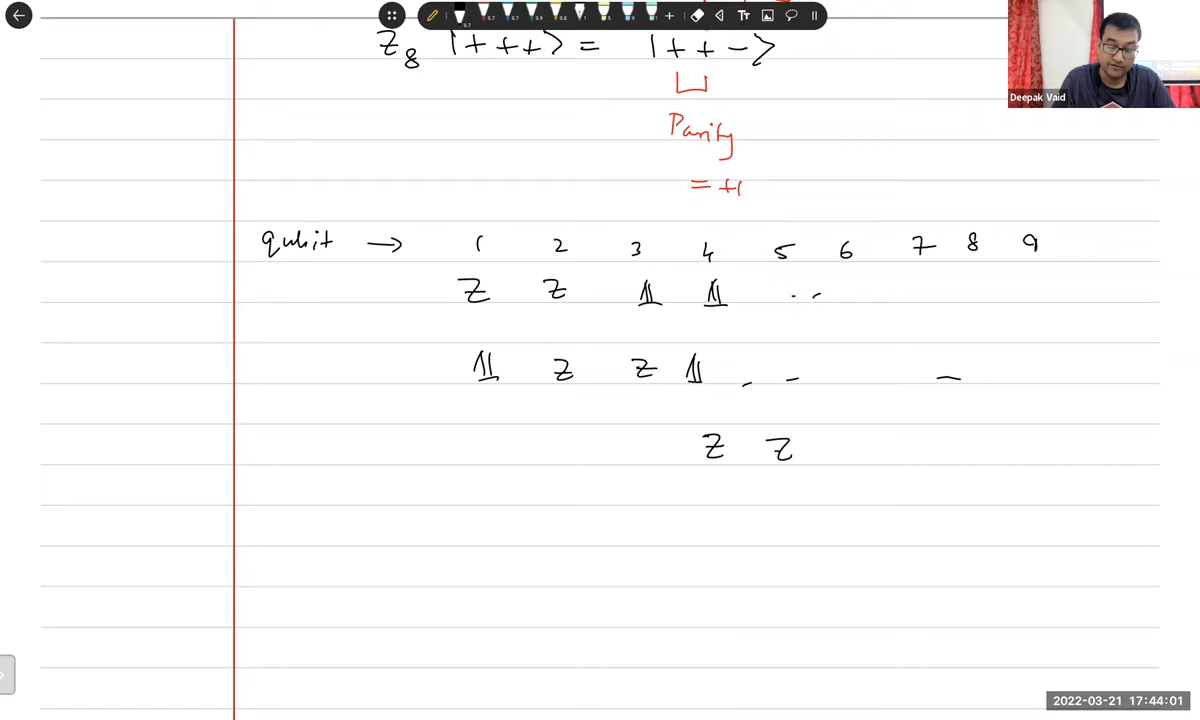 Z₈ |+++⟩ = |++-⟩
Parity
= +1
qubit → 1 2 3 4 5 6 7 8 9
Z Z 𝟙 𝟙 . .
𝟙 Z Z 𝟙 . - -
Z Z
Deepak Vaid
2022-03-21 17:44:01